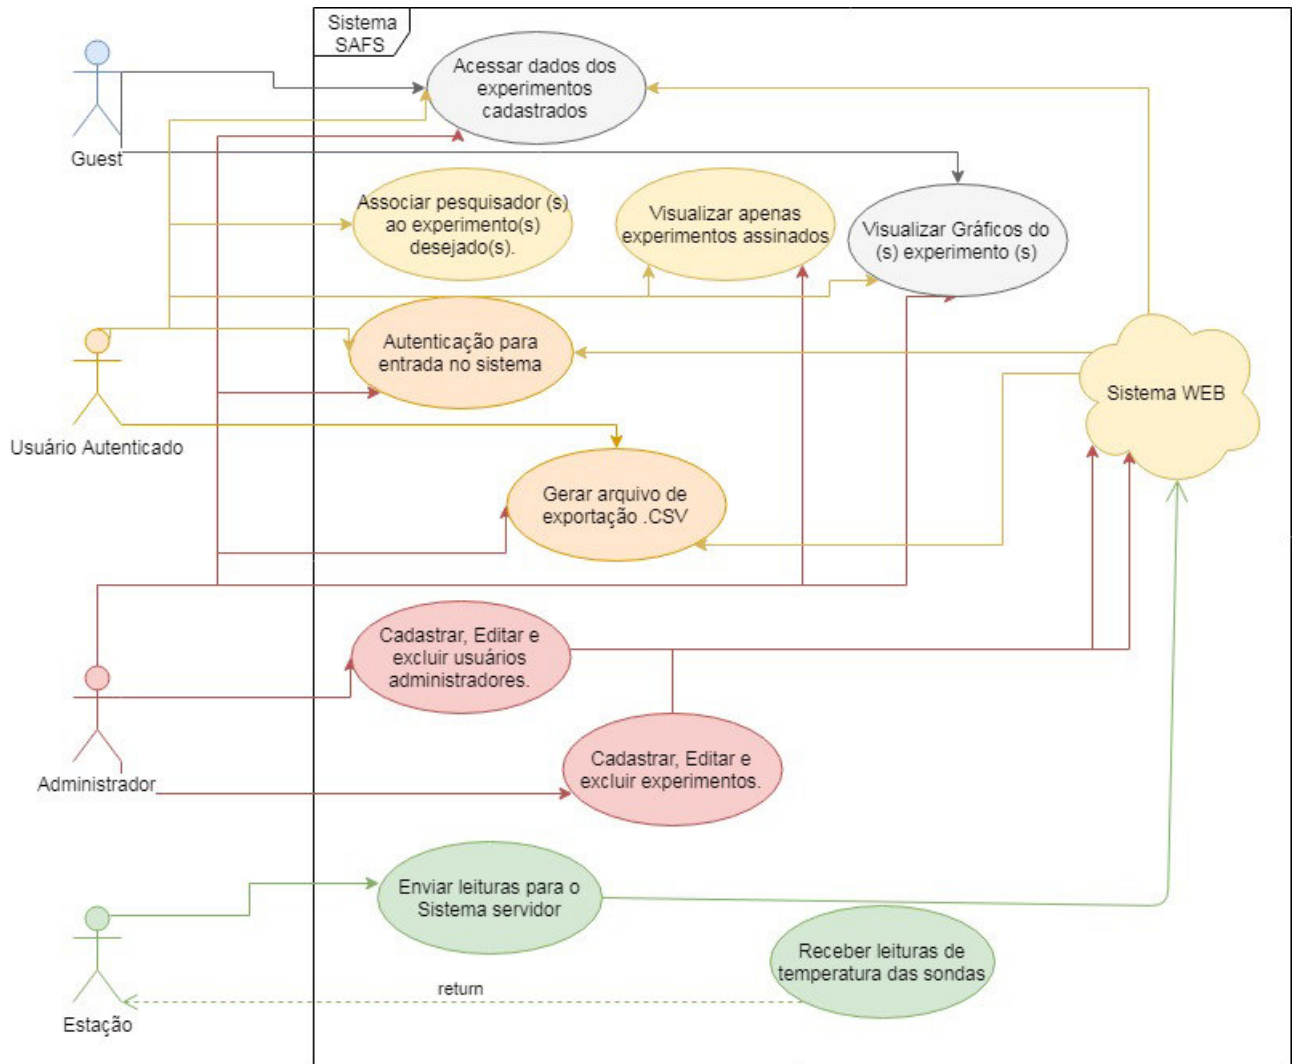 Sistema
SAFS
Acessar dados dos
experimentos
cadastrados
Guest
Associar pesquisador (s)
ao experimento(s)
desejado(s).
Visualizar apenas
experimentos assinados
Visualizar Gráficos do
(s) experimento (s)
Autenticação para
entrada no sistema
Sistema WEB
Usuário Autenticado
Gerar arquivo de
exportação .CSV
Cadastrar, Editar e
excluir usuários
administradores.
Administrador
Cadastrar, Editar e
excluir experimentos.
Enviar leituras para o
Sistema servidor
Receber leituras de
temperatura das sondas
return
Estação